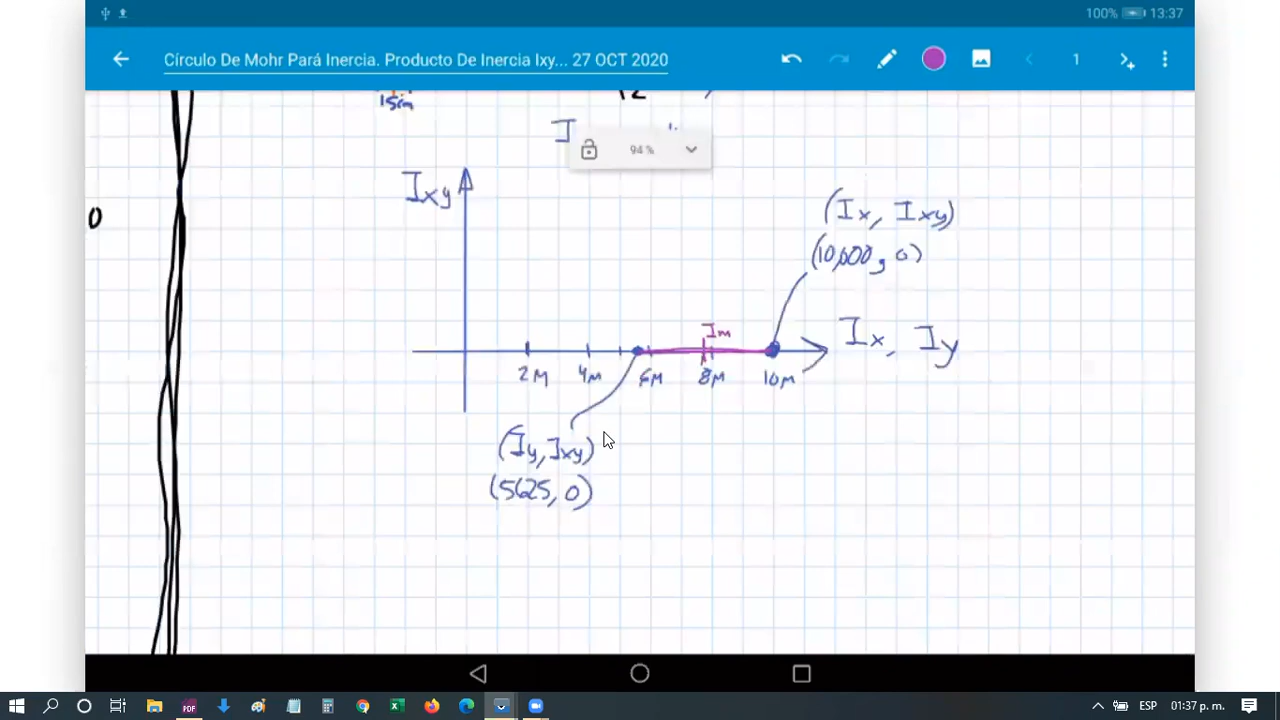 100% 13:37
Círculo De Mohr Pará Inercia. Producto De Inercia Ixy... 27 OCT 2020
1
15cm
12
I
94 %
Ixy
0
(Ix, Ixy)
(10,000, 0)
Im
Ix, Iy
2M 4M 6M 8M 10M
(Iy, Ixy)
(5625, 0)
ESP 01:37 p. m.